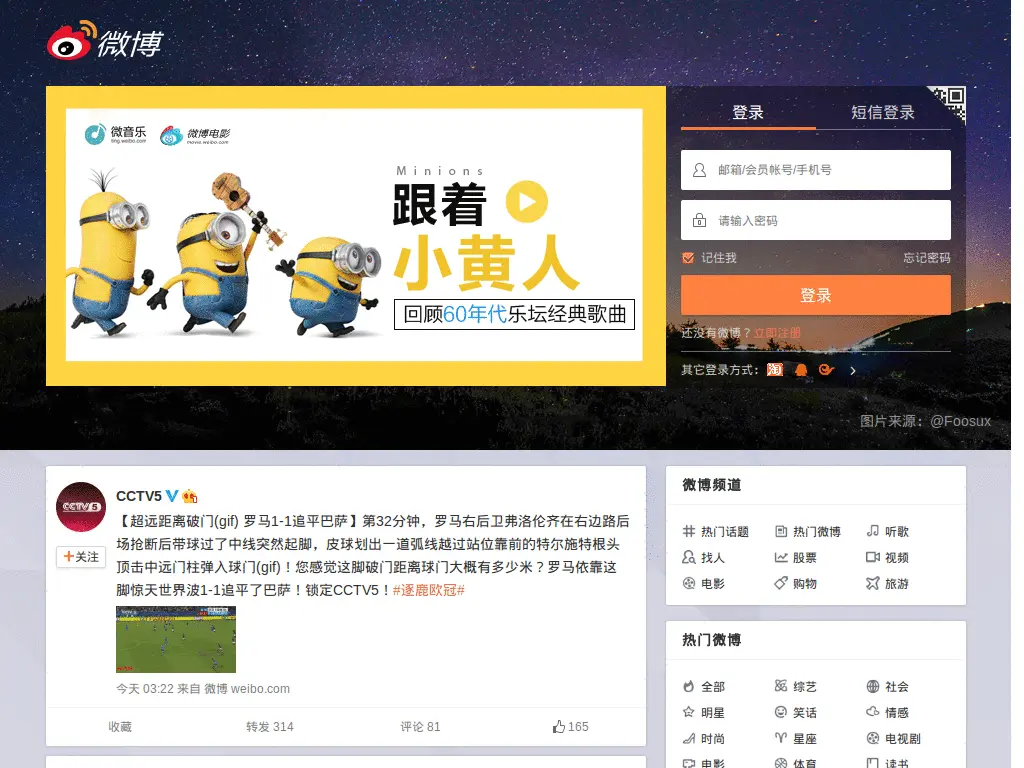 微博
微音乐
ting.weibo.com
微博电影
movie.weibo.com
Minions
跟着
小黄人
回顾60年代乐坛经典歌曲
登录
短信登录
邮箱/会员帐号/手机号
请输入密码
记住我
忘记密码
登录
还没有微博？立即注册
其它登录方式：
淘
图片来源：@Foosux
CCTV5
CCTV5 V
+关注
【超远距离破门(gif) 罗马1-1追平巴萨】第32分钟，罗马右后卫弗洛伦齐在右边路后
场抢断后带球过了中线突然起脚，皮球划出一道弧线越过站位靠前的特尔施特根头
顶击中远门柱弹入球门(gif)！您感觉这脚破门距离球门大概有多少米？罗马依靠这
脚惊天世界波1-1追平了巴萨！锁定CCTV5！#逐鹿欧冠#
今天 03:22 来自 微博 weibo.com
收藏
转发 314
评论 81
165
微博频道
热门话题
热门微博
听歌
找人
股票
视频
电影
购物
旅游
热门微博
全部
综艺
社会
明星
笑话
情感
时尚
星座
电视剧
电影
体育
读书